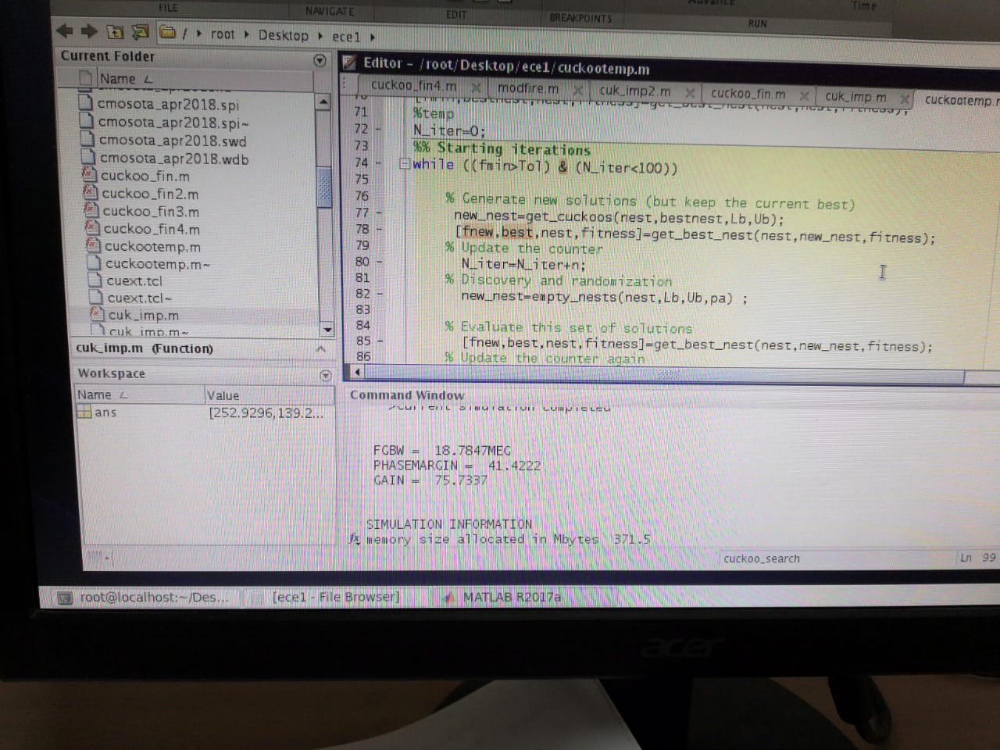 FILE NAVIGATE EDIT BREAKPOINTS RUN Time
/ root Desktop ece1
Current Folder
Name
cmosota_apr2018.spi
cmosota_apr2018.spi~
cmosota_apr2018.swd
cmosota_apr2018.wdb
cuckoo_fin.m
cuckoo_fin2.m
cuckoo_fin3.m
cuckoo_fin4.m
cuckootemp.m
cuckootemp.m~
cuext.tcl
cuext.tcl~
cuk_imp.m
cuk_imp.m~
cuk_imp.m (Function)
Workspace
Name Value
ans [252.9296,139.2...
Editor - /root/Desktop/ece1/cuckootemp.m
cuckoo_fin4.m modfire.m cuk_imp2.m cuckoo_fin.m cuk_imp.m cuckootemp.m
71 %temp
72 - N_iter=0;
73 %% Starting iterations
74 - while ((fmin>Tol) & (N_iter<100))
75
76 % Generate new solutions (but keep the current best)
77 - new_nest=get_cuckoos(nest,bestnest,Lb,Ub);
78 - [fnew,best,nest,fitness]=get_best_nest(nest,new_nest,fitness);
79 % Update the counter
80 - N_iter=N_iter+n;
81 % Discovery and randomization
82 - new_nest=empty_nests(nest,Lb,Ub,pa) ;
83
84 % Evaluate this set of solutions
85 - [fnew,best,nest,fitness]=get_best_nest(nest,new_nest,fitness);
86 % Update the counter again
Command Window
>Current simulation completed
FGBW = 18.7847MEG
PHASEMARGIN = 41.4222
GAIN = 75.7337
SIMULATION INFORMATION
fx memory size allocated in Mbytes 371.5
cuckoo_search Ln 99
root@localhost:~/Des... [ece1 - File Browser] MATLAB R2017a
acer